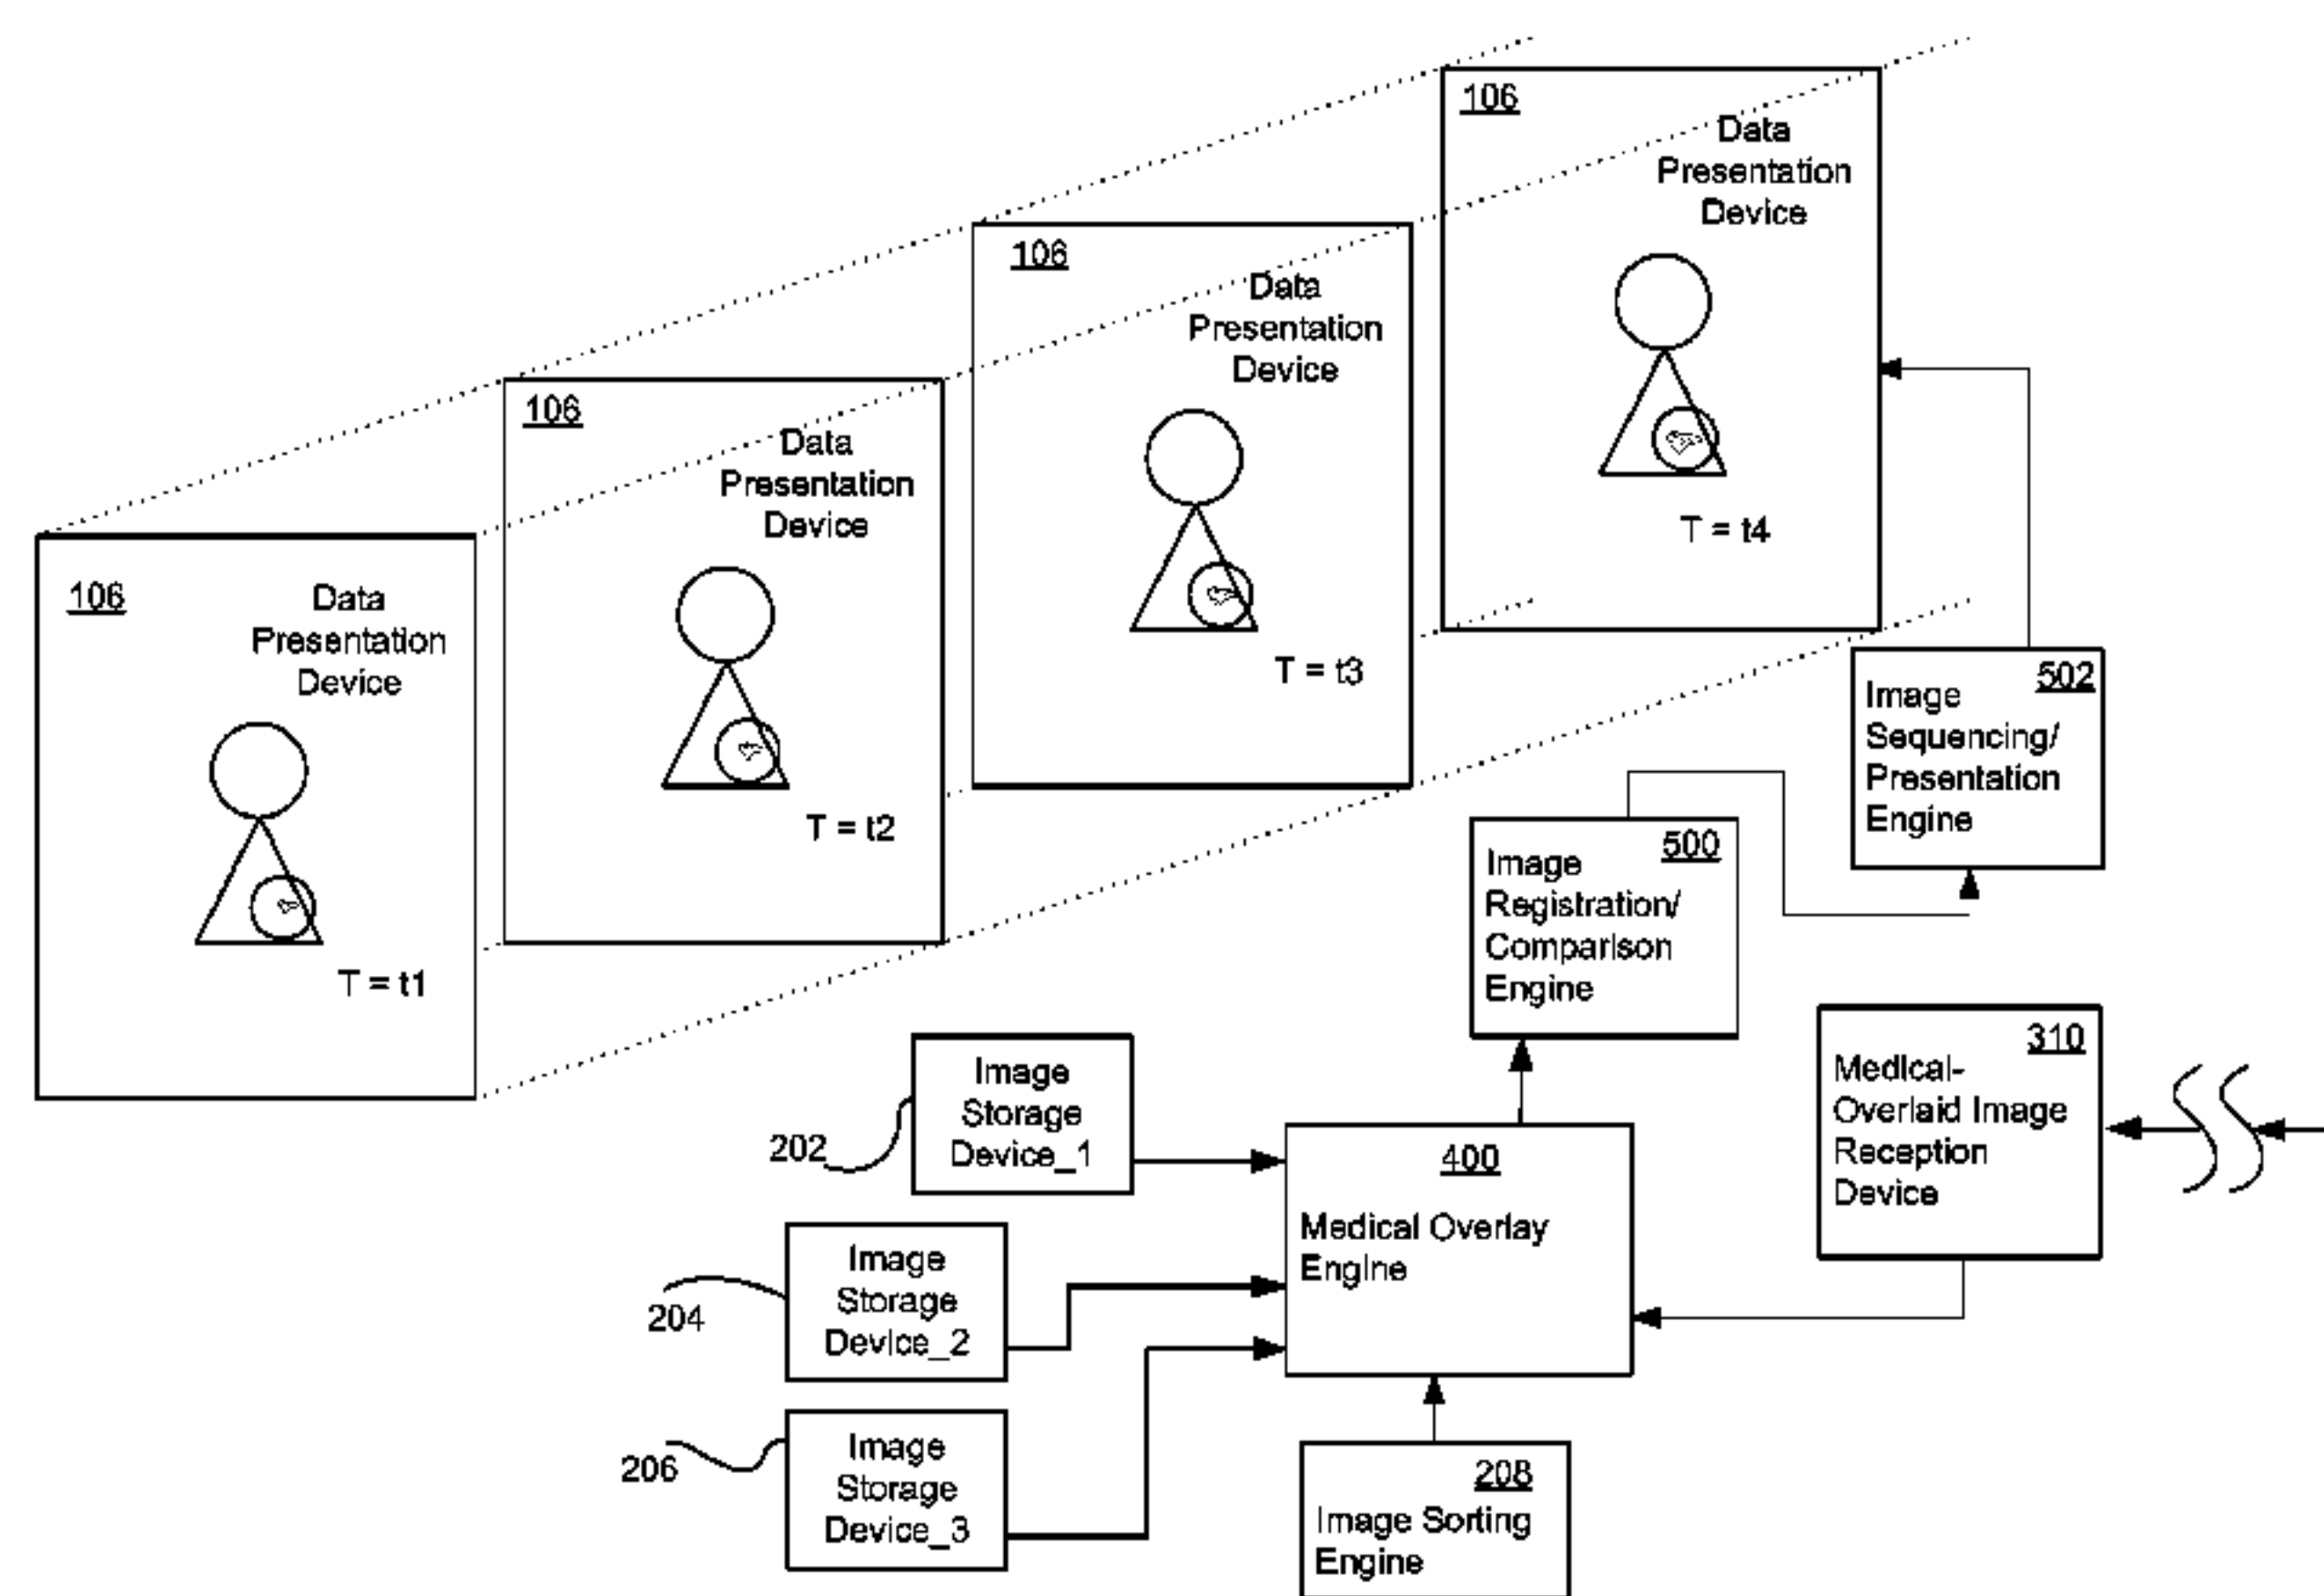 106
Data
Presentation
Device
T = t4
106
Data
Presentation
Device
T = t3
106
Data
Presentation
Device
T = t2
106
Data
Presentation
Device
T = t1
502
Image
Sequencing/
Presentation
Engine
500
Image
Registration/
Comparison
Engine
310
Medical-
Overlaid Image
Reception
Device
202
Image
Storage
Device_1
400
Medical Overlay
Engine
204
Image
Storage
Device_2
206
Image
Storage
Device_3
208
Image Sorting
Engine